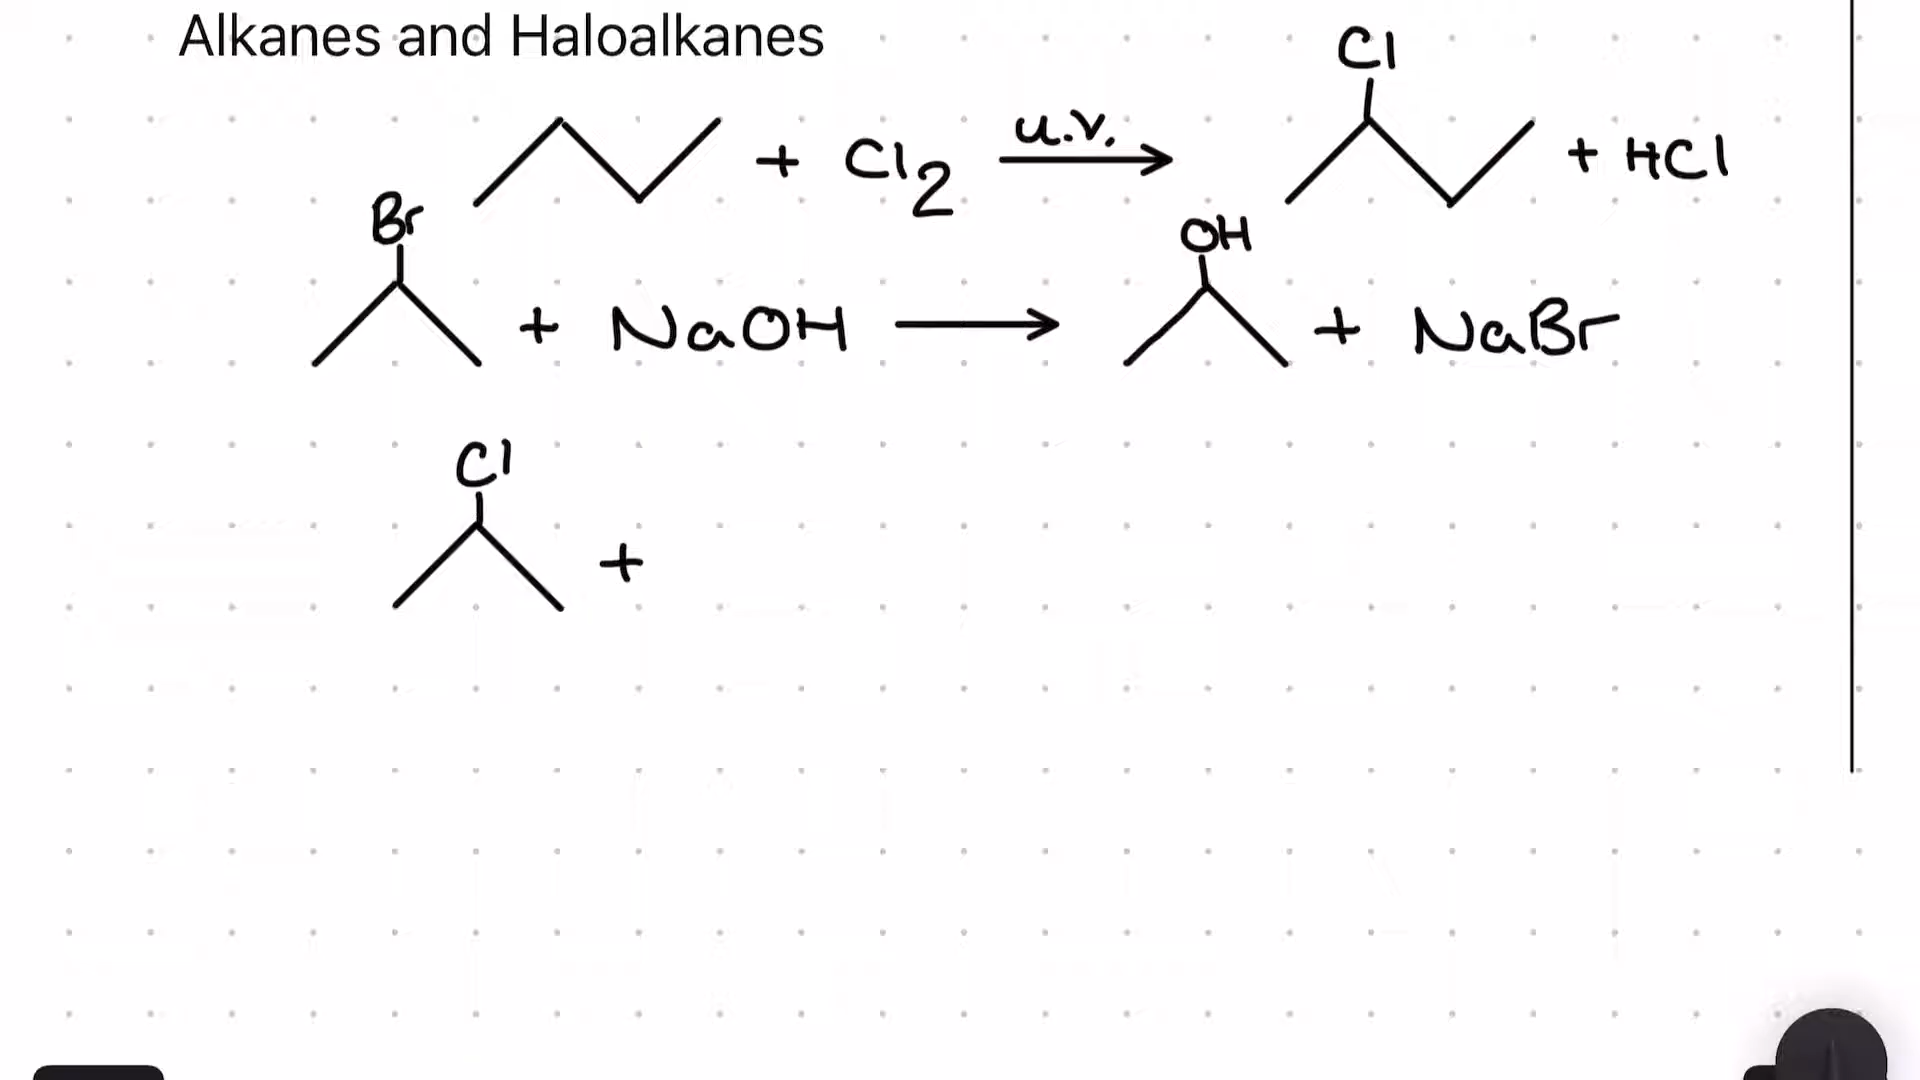 Alkanes and Haloalkanes
Cl
+ Cl2 u.v. → + HCl
Br
OH
+ NaOH → + NaBr
Cl
+